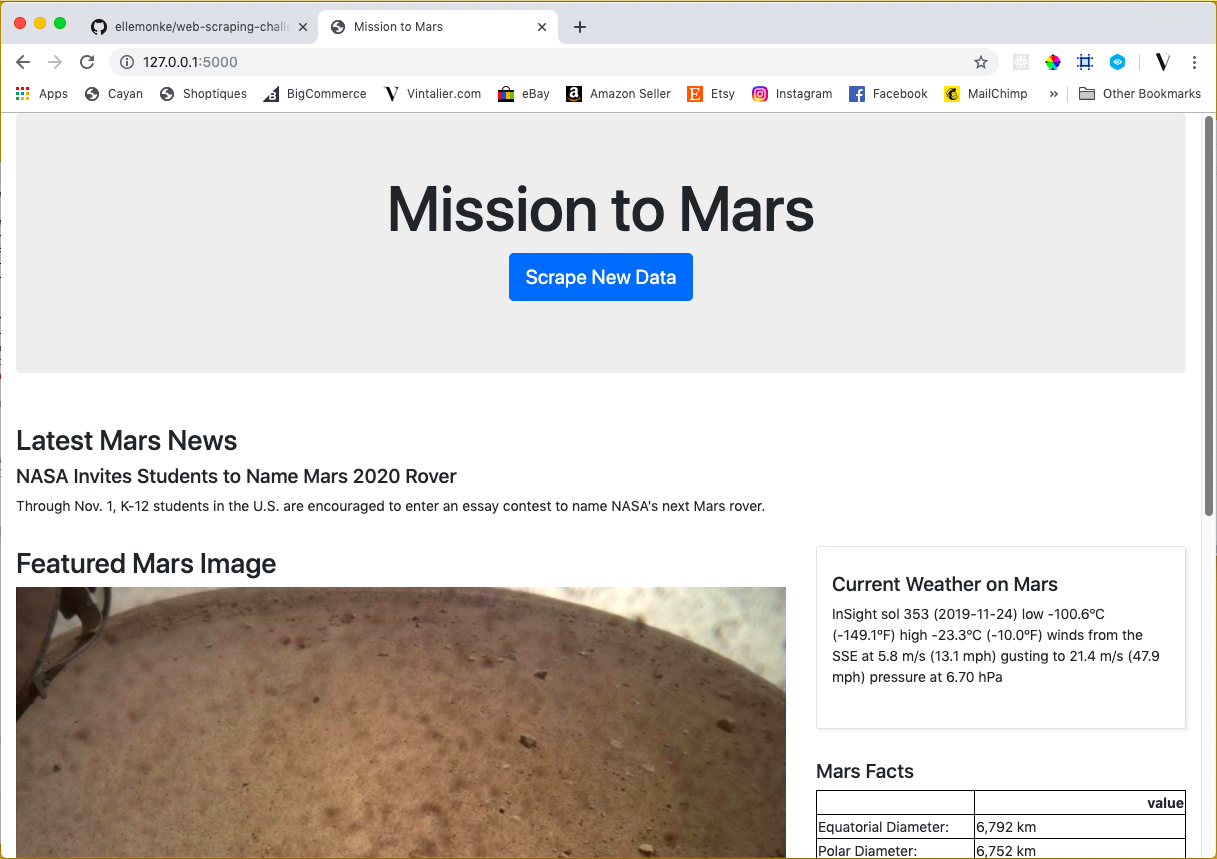 ellemonke/web-scraping-challe
Mission to Mars
127.0.0.1:5000
Apps Cayan Shoptiques BigCommerce Vintalier.com eBay Amazon Seller Etsy Instagram Facebook MailChimp » Other Bookmarks
Mission to Mars
Scrape New Data
Latest Mars News
NASA Invites Students to Name Mars 2020 Rover
Through Nov. 1, K-12 students in the U.S. are encouraged to enter an essay contest to name NASA's next Mars rover.
Featured Mars Image
Current Weather on Mars
InSight sol 353 (2019-11-24) low -100.6ºC
(-149.1ºF) high -23.3ºC (-10.0ºF) winds from the
SSE at 5.8 m/s (13.1 mph) gusting to 21.4 m/s (47.9
mph) pressure at 6.70 hPa
Mars Facts
value
Equatorial Diameter: 6,792 km
Polar Diameter: 6,752 km